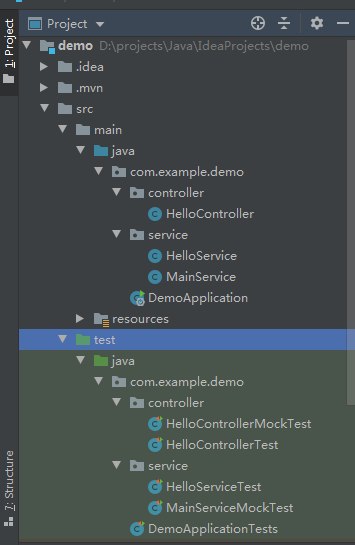 Project
demo D:\projects\Java\IdeaProjects\demo
.idea
.mvn
src
main
java
com.example.demo
controller
HelloController
service
HelloService
MainService
DemoApplication
resources
test
java
com.example.demo
controller
HelloControllerMockTest
HelloControllerTest
service
HelloServiceTest
MainServiceMockTest
DemoApplicationTests
1: Project
7: Structure